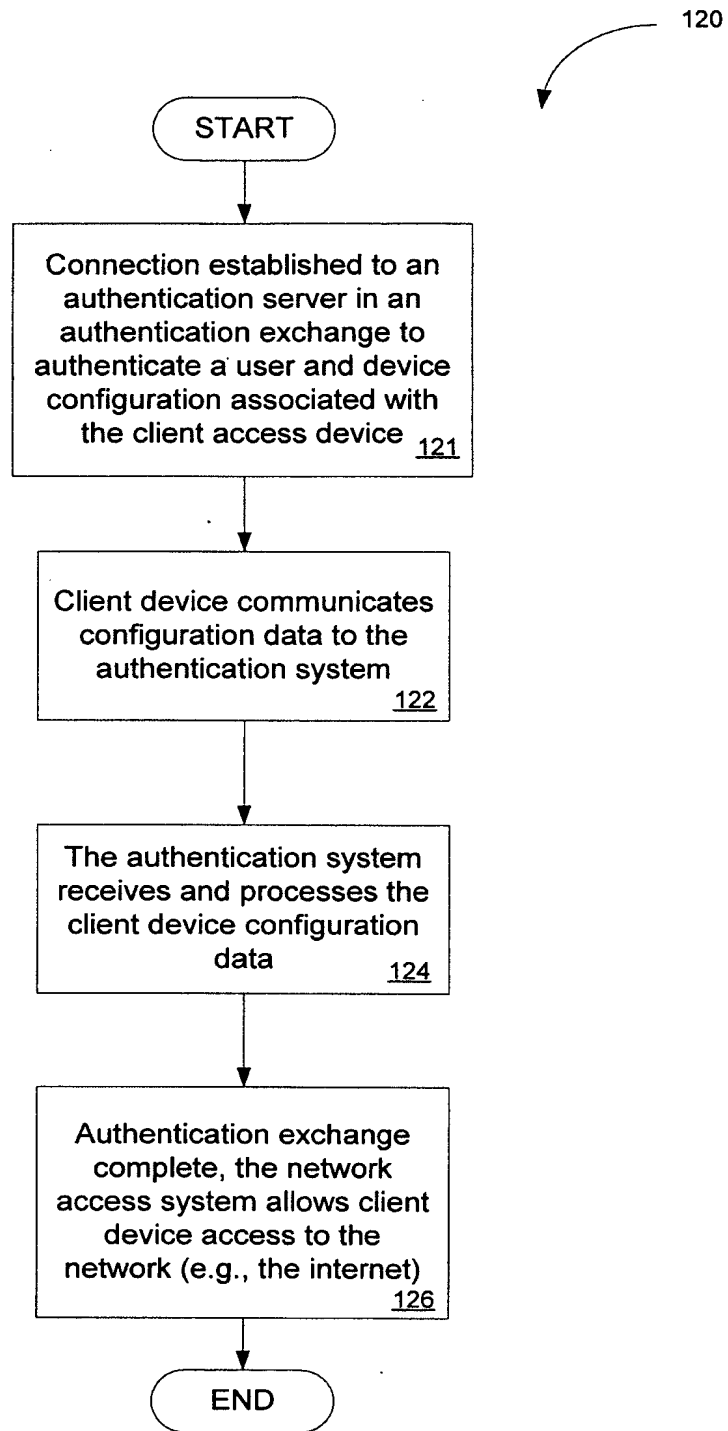 120
START
Connection established to an
authentication server in an
authentication exchange to
authenticate a user and device
configuration associated with
the client access device
121
Client device communicates
configuration data to the
authentication system
122
The authentication system
receives and processes the
client device configuration
data
124
Authentication exchange
complete, the network
access system allows client
device access to the
network (e.g., the internet)
126
END